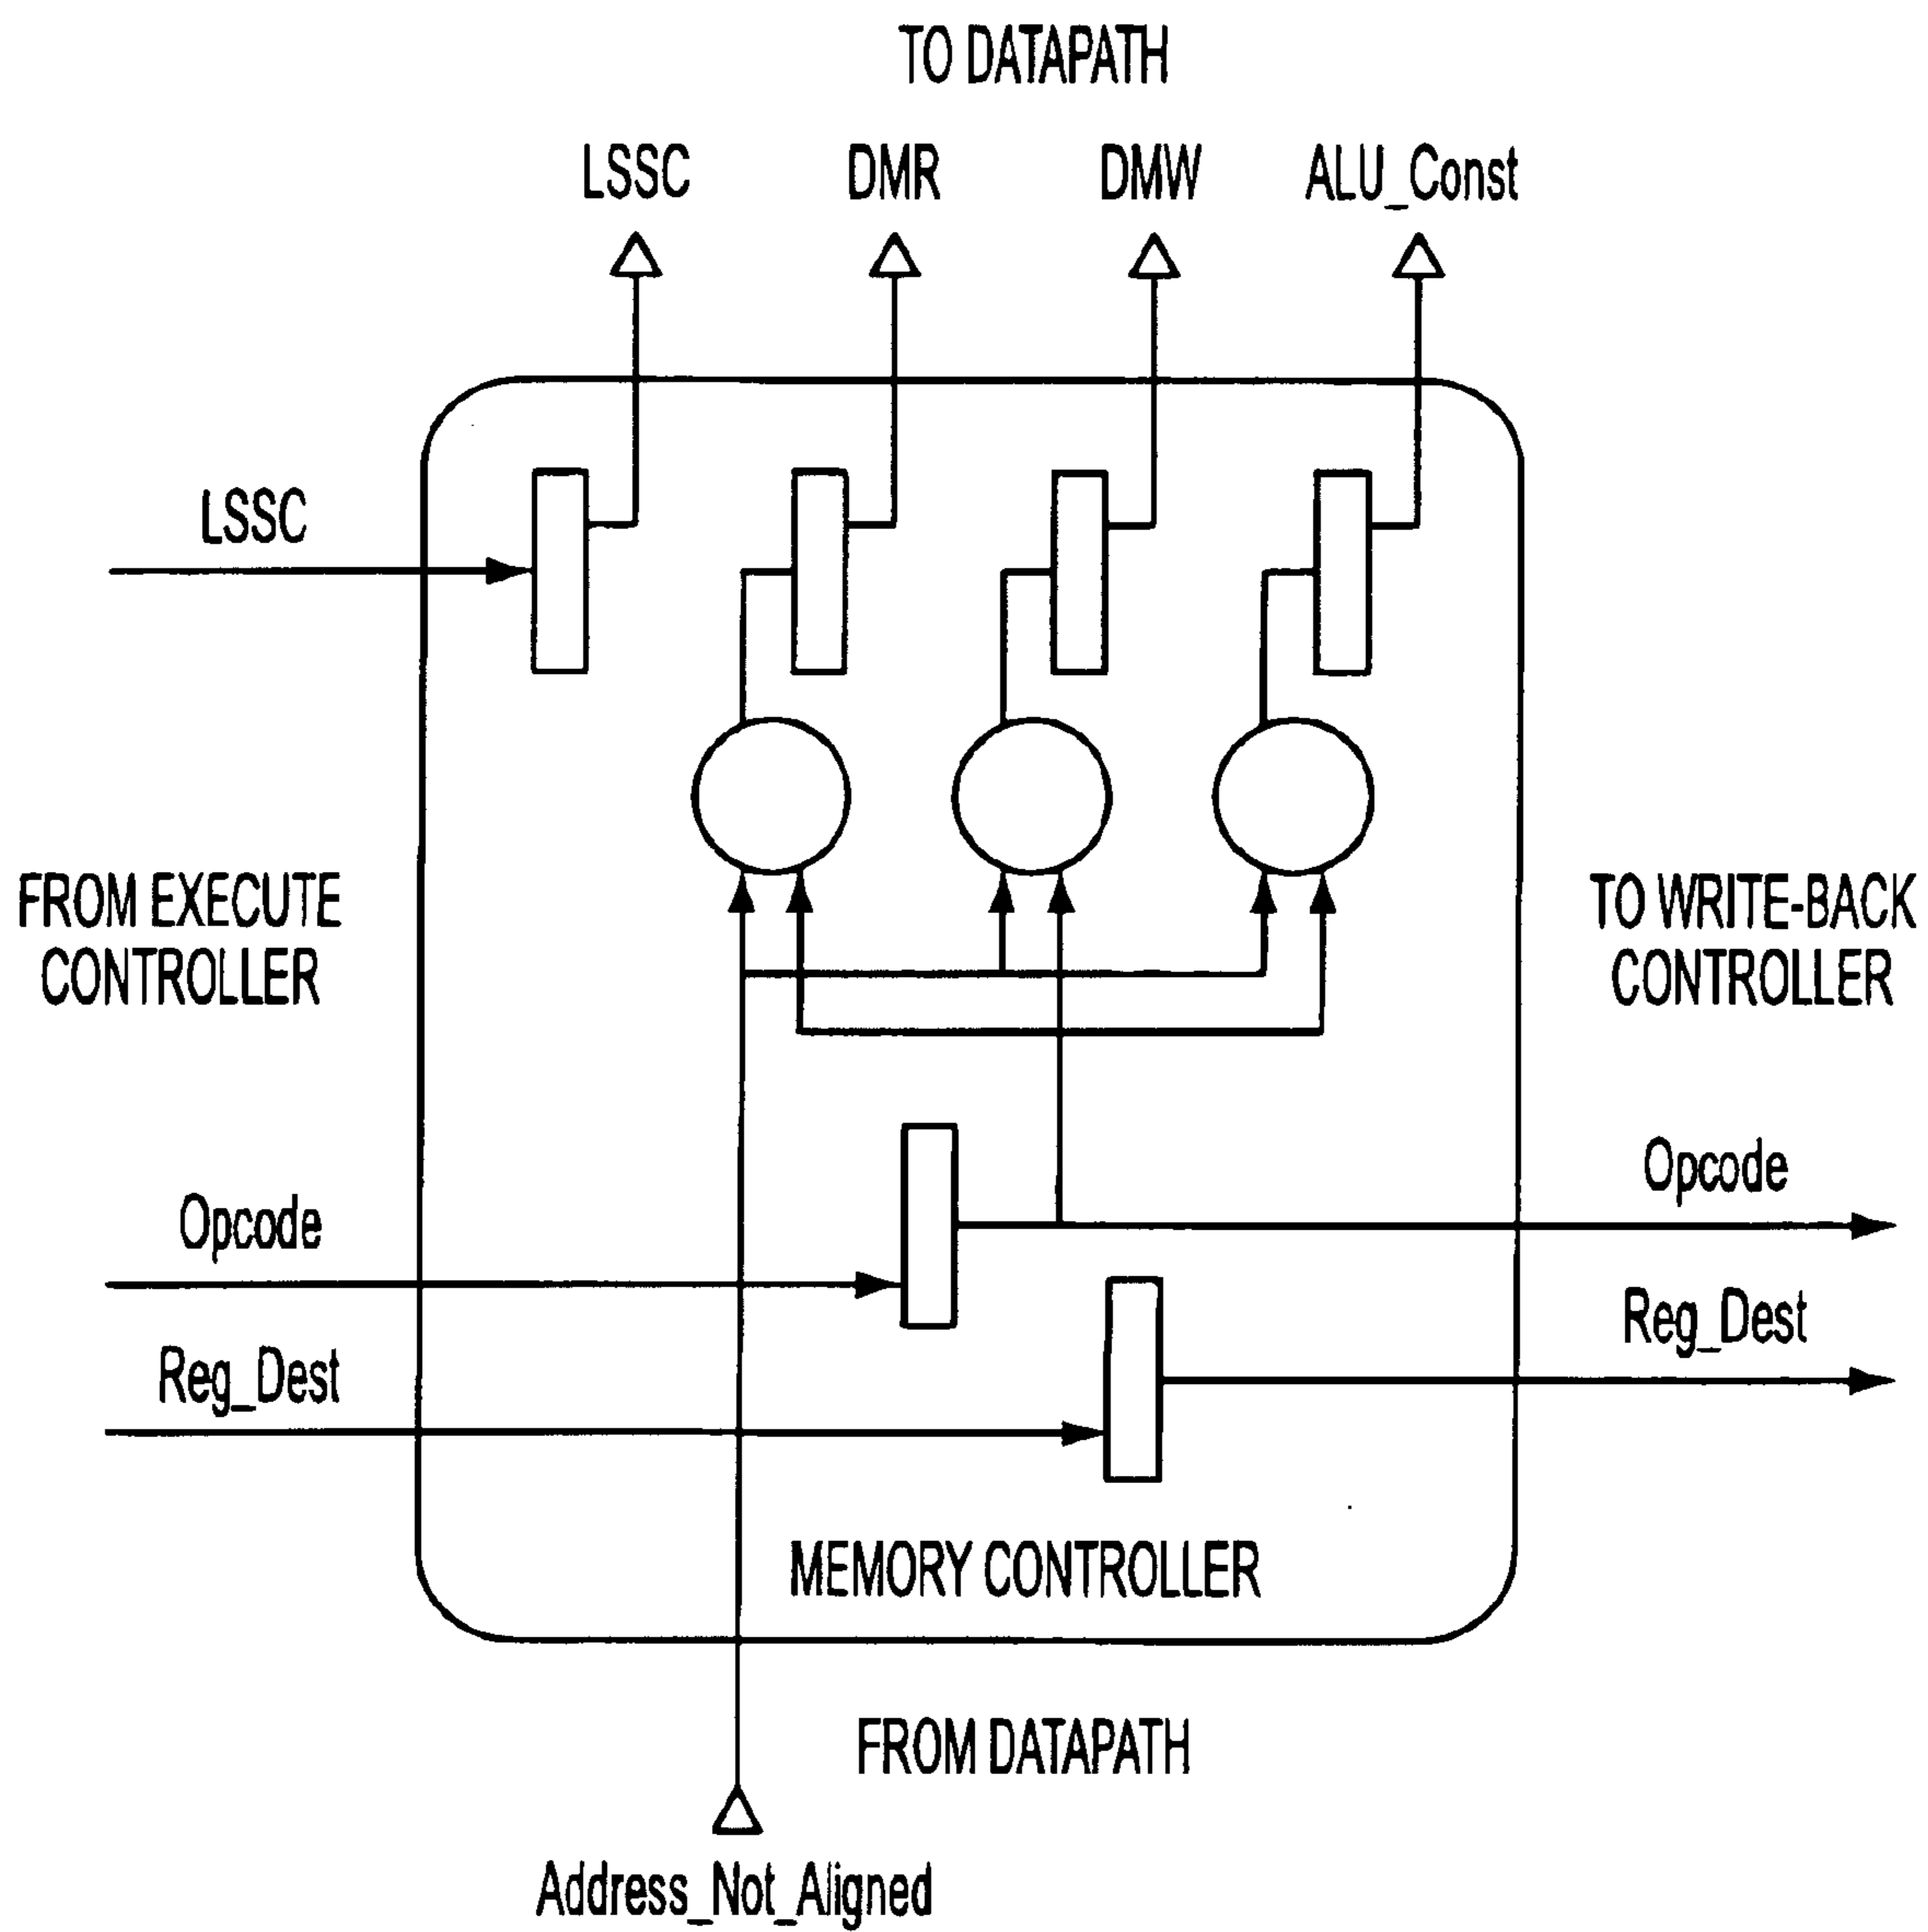 TO DATAPATH
LSSC
DMR
DMW
ALU_Const
LSSC
FROM EXECUTE
CONTROLLER
TO WRITE-BACK
CONTROLLER
Opcode
Opcode
Reg_Dest
Reg_Dest
MEMORY CONTROLLER
FROM DATAPATH
Address_Not_Aligned